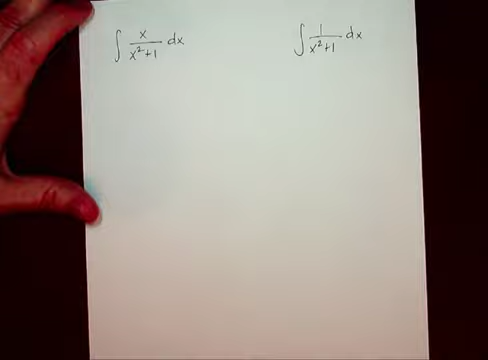 ∫ x/(x²+1) dx
∫ 1/(x²+1) dx